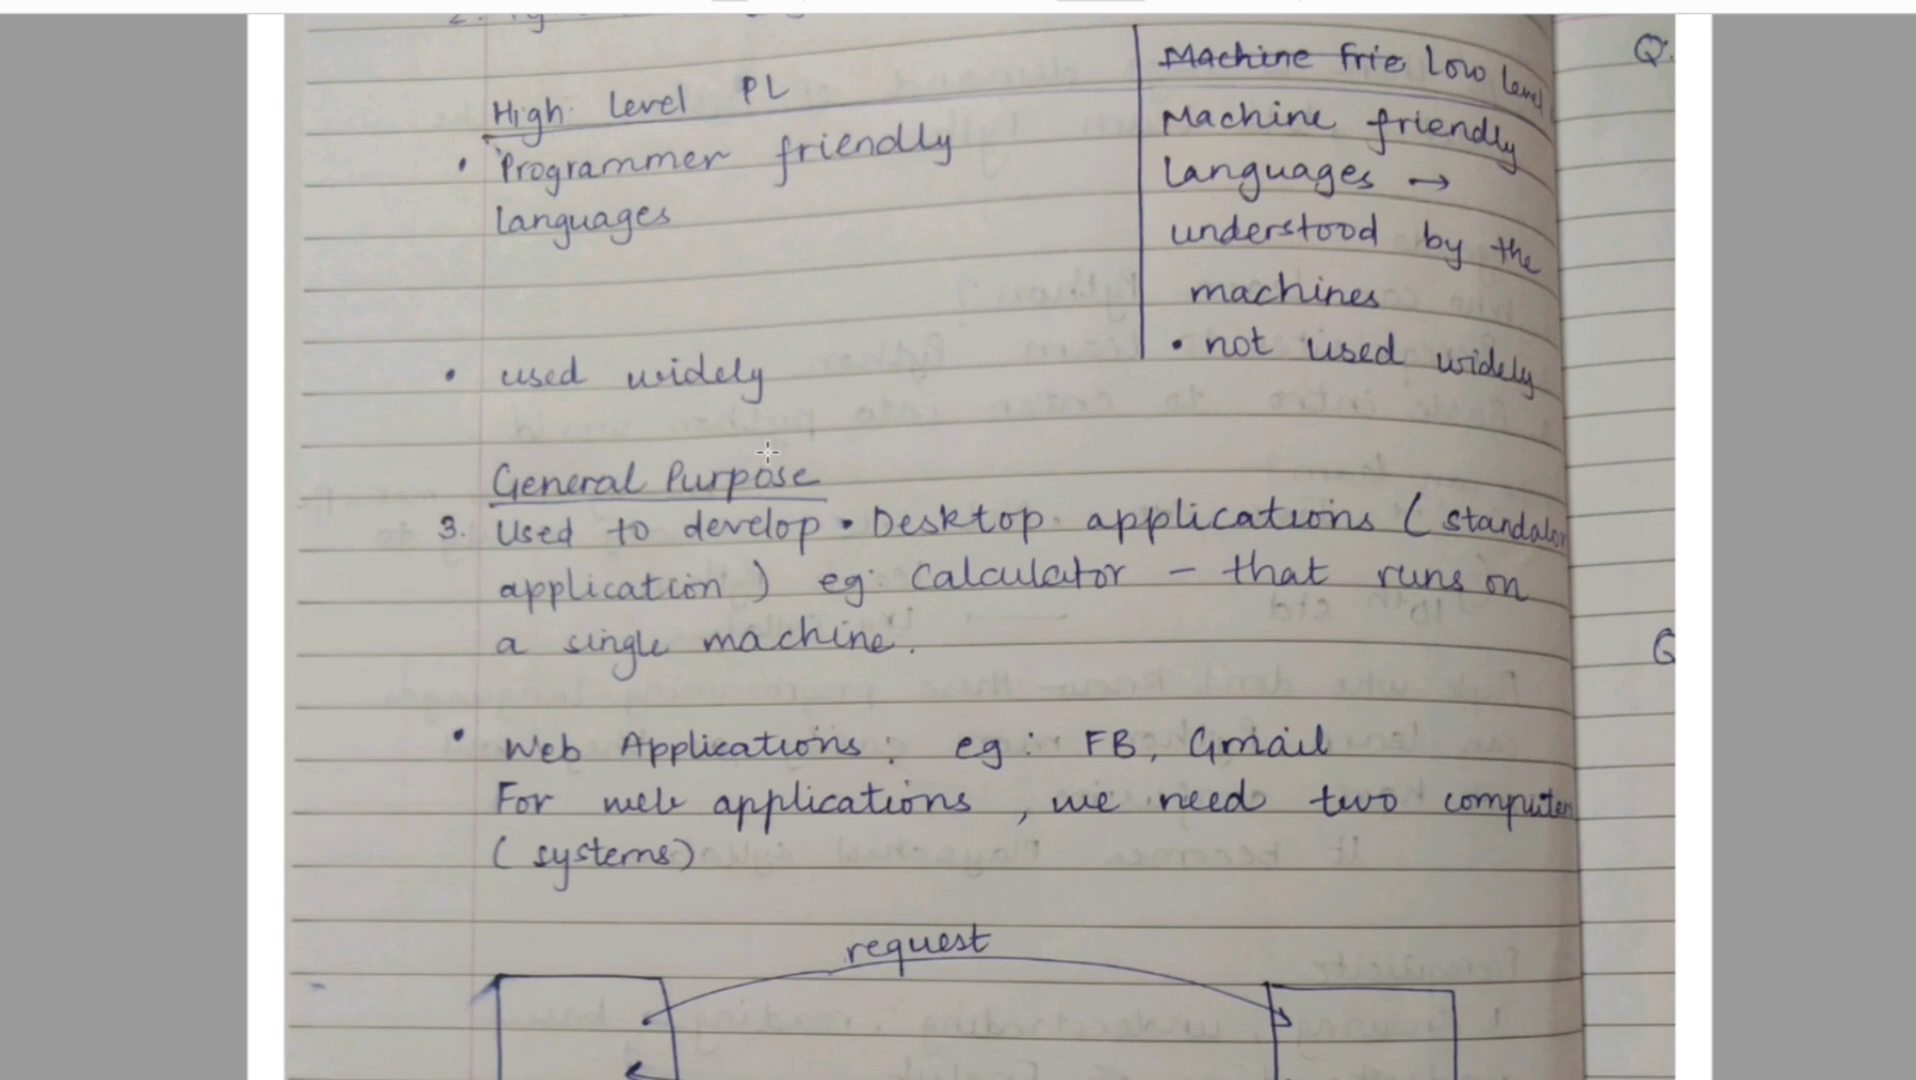 High level PL
• Programmer friendly
languages
• used widely
Machine frie Low level
Machine friendly
languages →
understood by the
machines
• not used widely
General Purpose
3. Used to develop • Desktop applications (standalon
application) eg: Calculator - that runs on
a single machine.
• Web Applications: eg: FB, Gmail
For web applications, we need two computers
(systems)
request
Q.